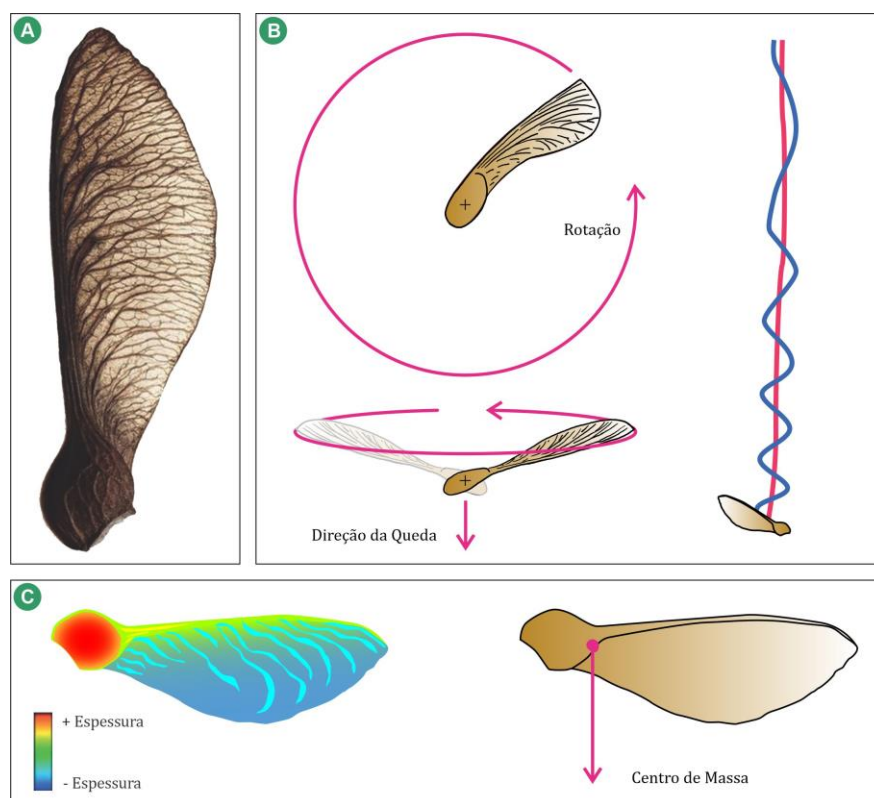 A
B
Rotação
Direção da Queda
C
+ Espessura
- Espessura
Centro de Massa